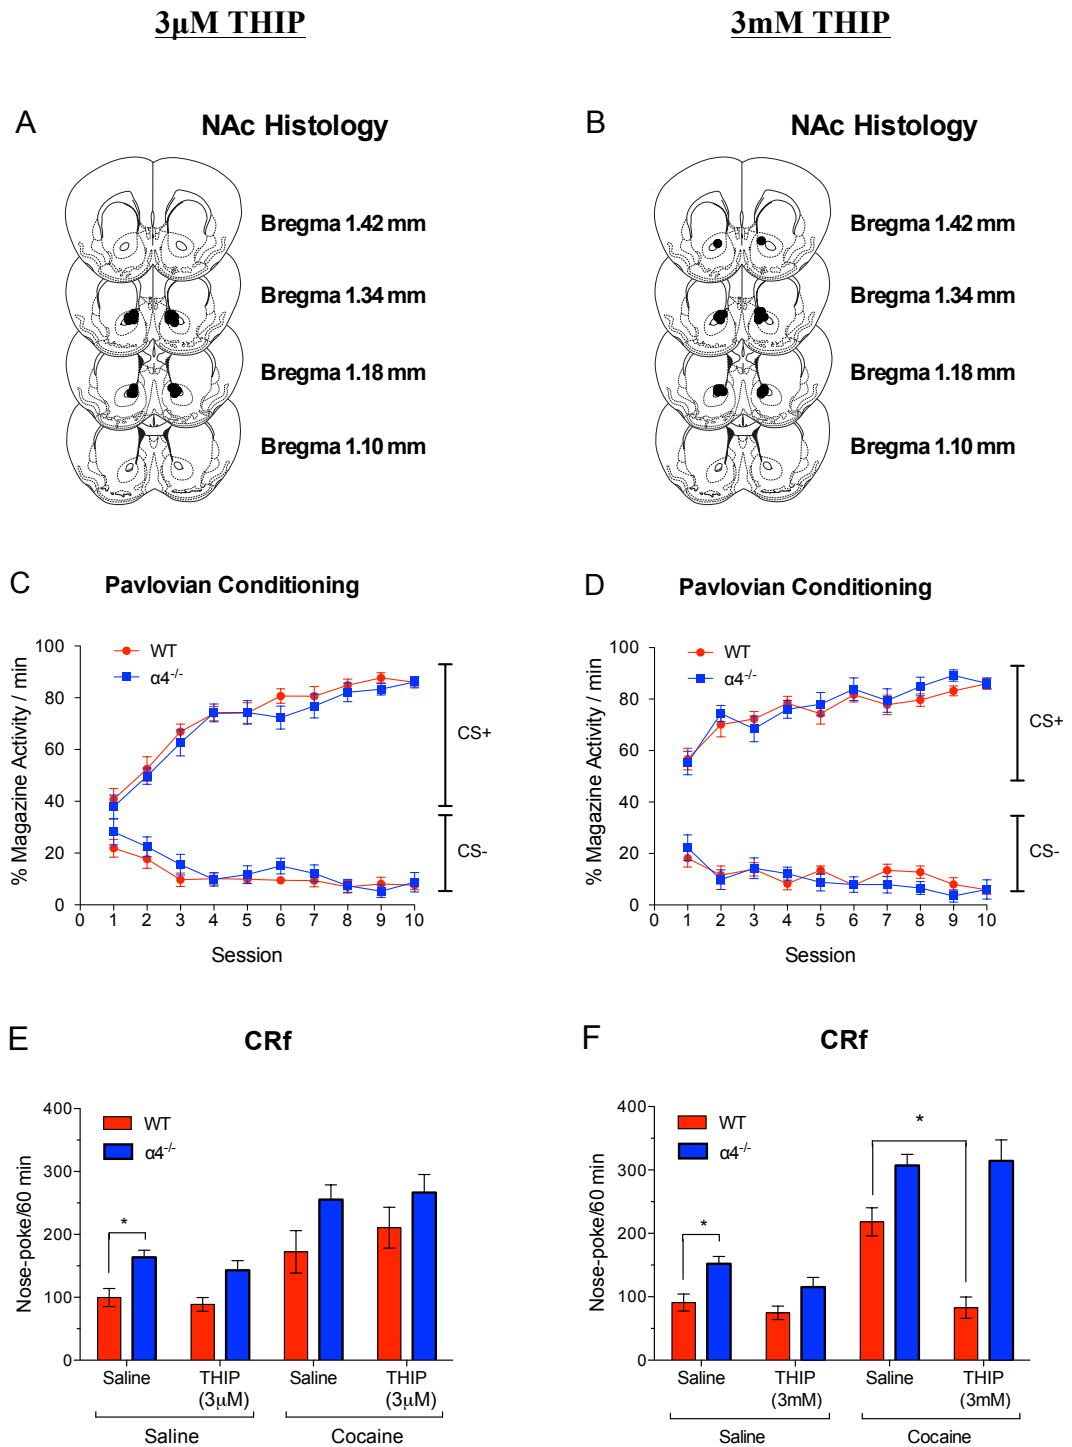 3μM THIP
3mM THIP
A
NAc Histology
Bregma 1.42 mm
Bregma 1.34 mm
Bregma 1.18 mm
Bregma 1.10 mm
B
NAc Histology
Bregma 1.42 mm
Bregma 1.34 mm
Bregma 1.18 mm
Bregma 1.10 mm
C
Pavlovian Conditioning
% Magazine Activity / min
100
80
60
40
20
0
WT
α4-/-
CS+
CS-
0 1 2 3 4 5 6 7 8 9 10
Session
D
Pavlovian Conditioning
% Magazine Activity / min
100
80
60
40
20
0
WT
α4-/-
CS+
CS-
0 1 2 3 4 5 6 7 8 9 10
Session
E
CRf
Nose-poke/60 min
400
300
200
100
0
WT
α4-/-
*
Saline THIP Saline THIP
(3μM) (3μM)
Saline Cocaine
F
CRf
Nose-poke/60 min
400
300
200
100
0
WT
α4-/-
*
*
Saline THIP Saline THIP
(3mM) (3mM)
Saline Cocaine